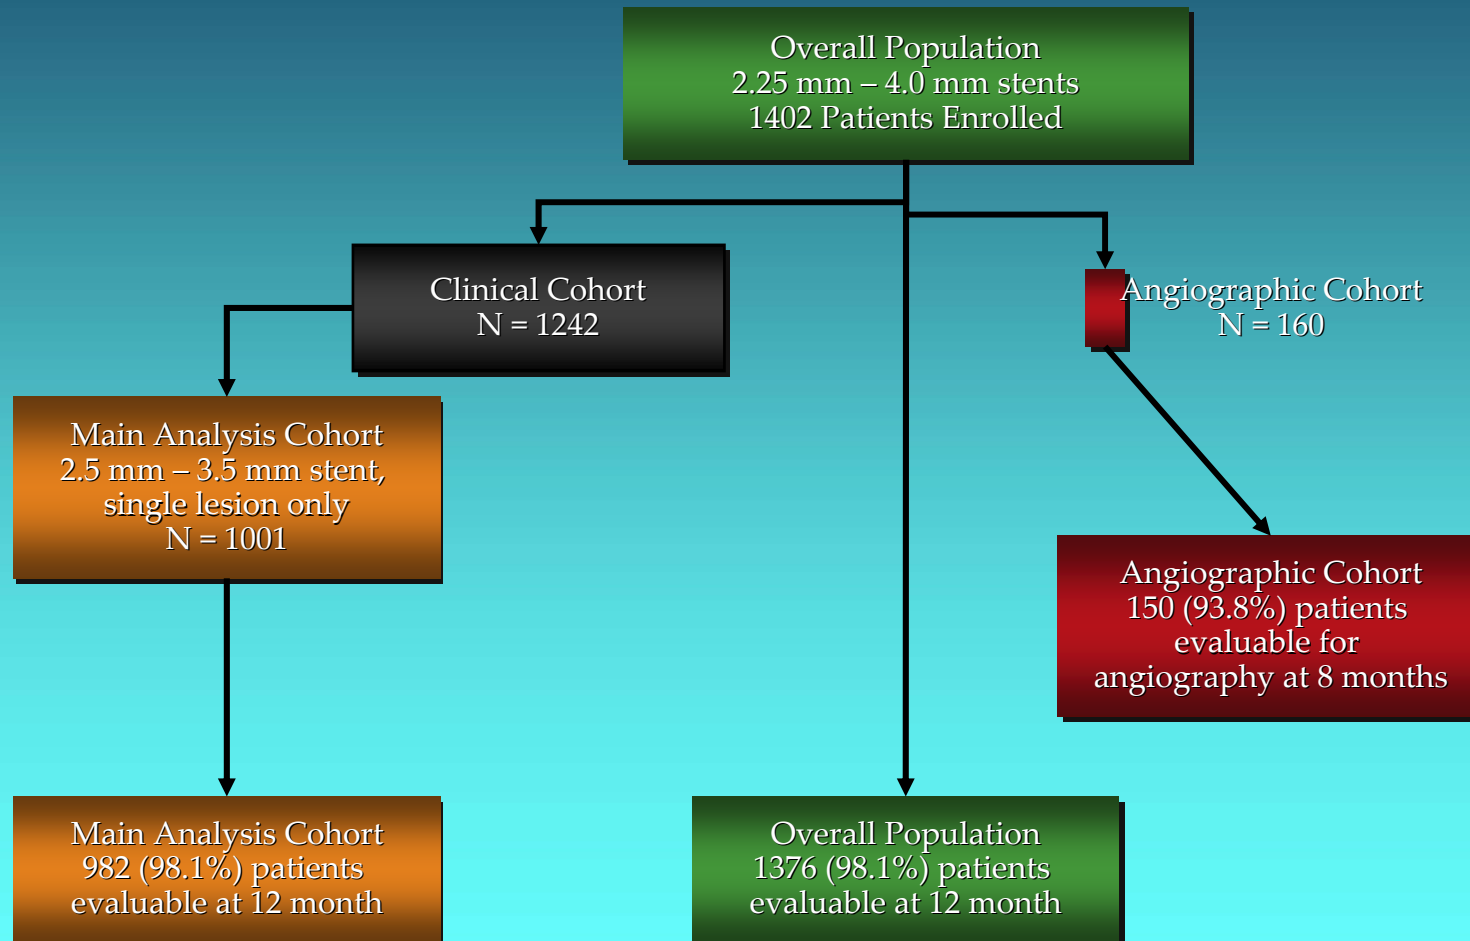 Overall Population
2.25 mm – 4.0 mm stents
1402 Patients Enrolled
Clinical Cohort
N = 1242
Angiographic Cohort
N = 160
Main Analysis Cohort
2.5 mm – 3.5 mm stent,
single lesion only
N = 1001
Angiographic Cohort
150 (93.8%) patients
evaluable for
angiography at 8 months
Main Analysis Cohort
982 (98.1%) patients
evaluable at 12 month
Overall Population
1376 (98.1%) patients
evaluable at 12 month